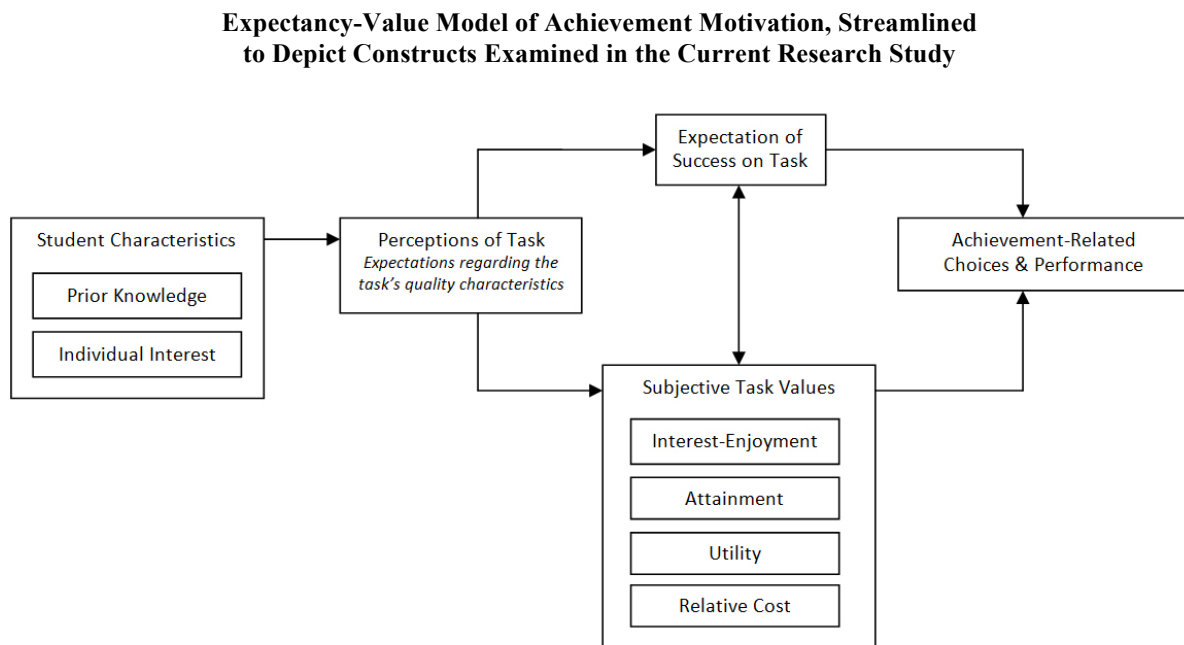 Expectancy-Value Model of Achievement Motivation, Streamlined
to Depict Constructs Examined in the Current Research Study
Expectation of
Success on Task
Student Characteristics
Prior Knowledge
Individual Interest
Perceptions of Task
Expectations regarding the
task's quality characteristics
Achievement-Related
Choices & Performance
Subjective Task Values
Interest-Enjoyment
Attainment
Utility
Relative Cost